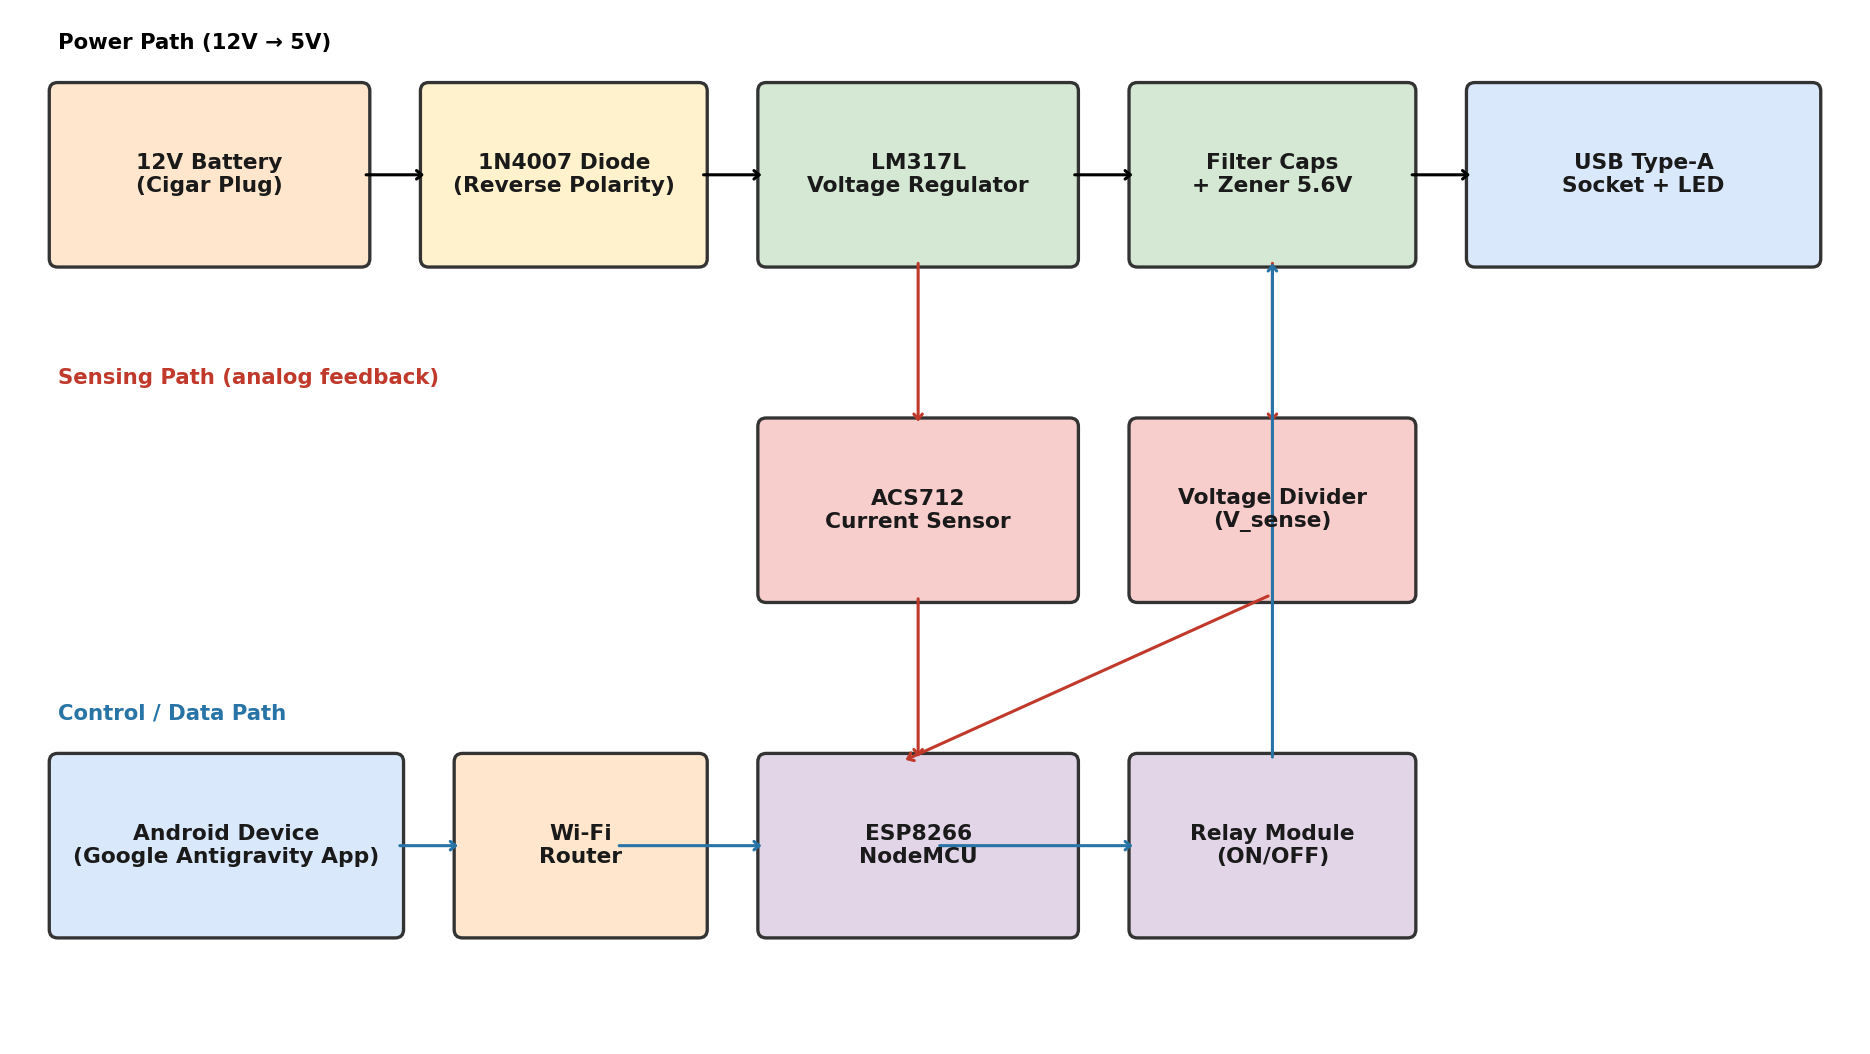 Power Path (12V → 5V)
12V Battery
(Cigar Plug)
1N4007 Diode
(Reverse Polarity)
LM317L
Voltage Regulator
Filter Caps
+ Zener 5.6V
USB Type-A
Socket + LED
Sensing Path (analog feedback)
ACS712
Current Sensor
Voltage Divider
(V_sense)
Control / Data Path
Android Device
(Google Antigravity App)
Wi-Fi
Router
ESP8266
NodeMCU
Relay Module
(ON/OFF)